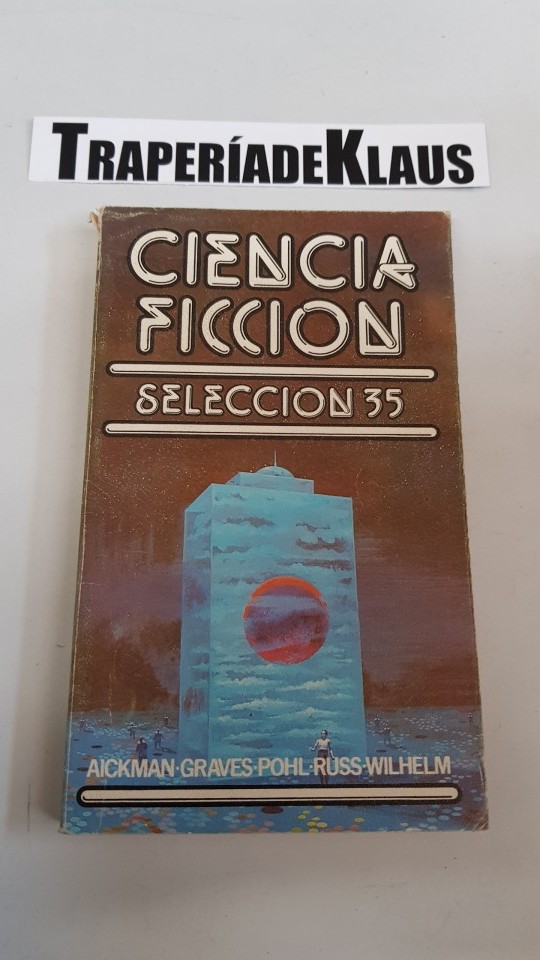 TRAPERÍADEKLAUS
CIENCIA
FICCION
SELECCION 35
AICKMAN·GRAVES·POHL·RUSS·WILHELM